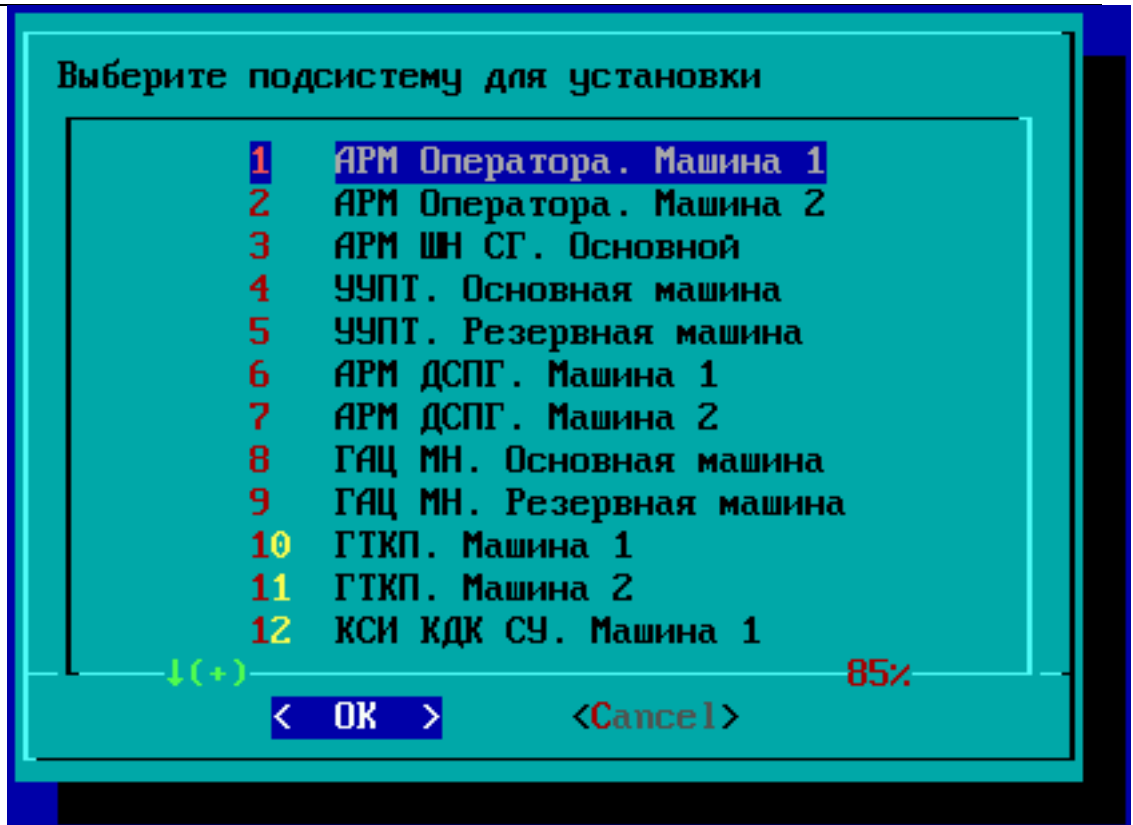 Выберите подсистему для установки
1 АРМ Оператора. Машина 1
2 АРМ Оператора. Машина 2
3 АРМ ШН СГ. Основной
4 УУПТ. Основная машина
5 УУПТ. Резервная машина
6 АРМ ДСПГ. Машина 1
7 АРМ ДСПГ. Машина 2
8 ГАЦ МН. Основная машина
9 ГАЦ МН. Резервная машина
10 ГТКП. Машина 1
11 ГТКП. Машина 2
12 КСИ КДК СУ. Машина 1
↓(+) 85%
< OK > <Cancel>